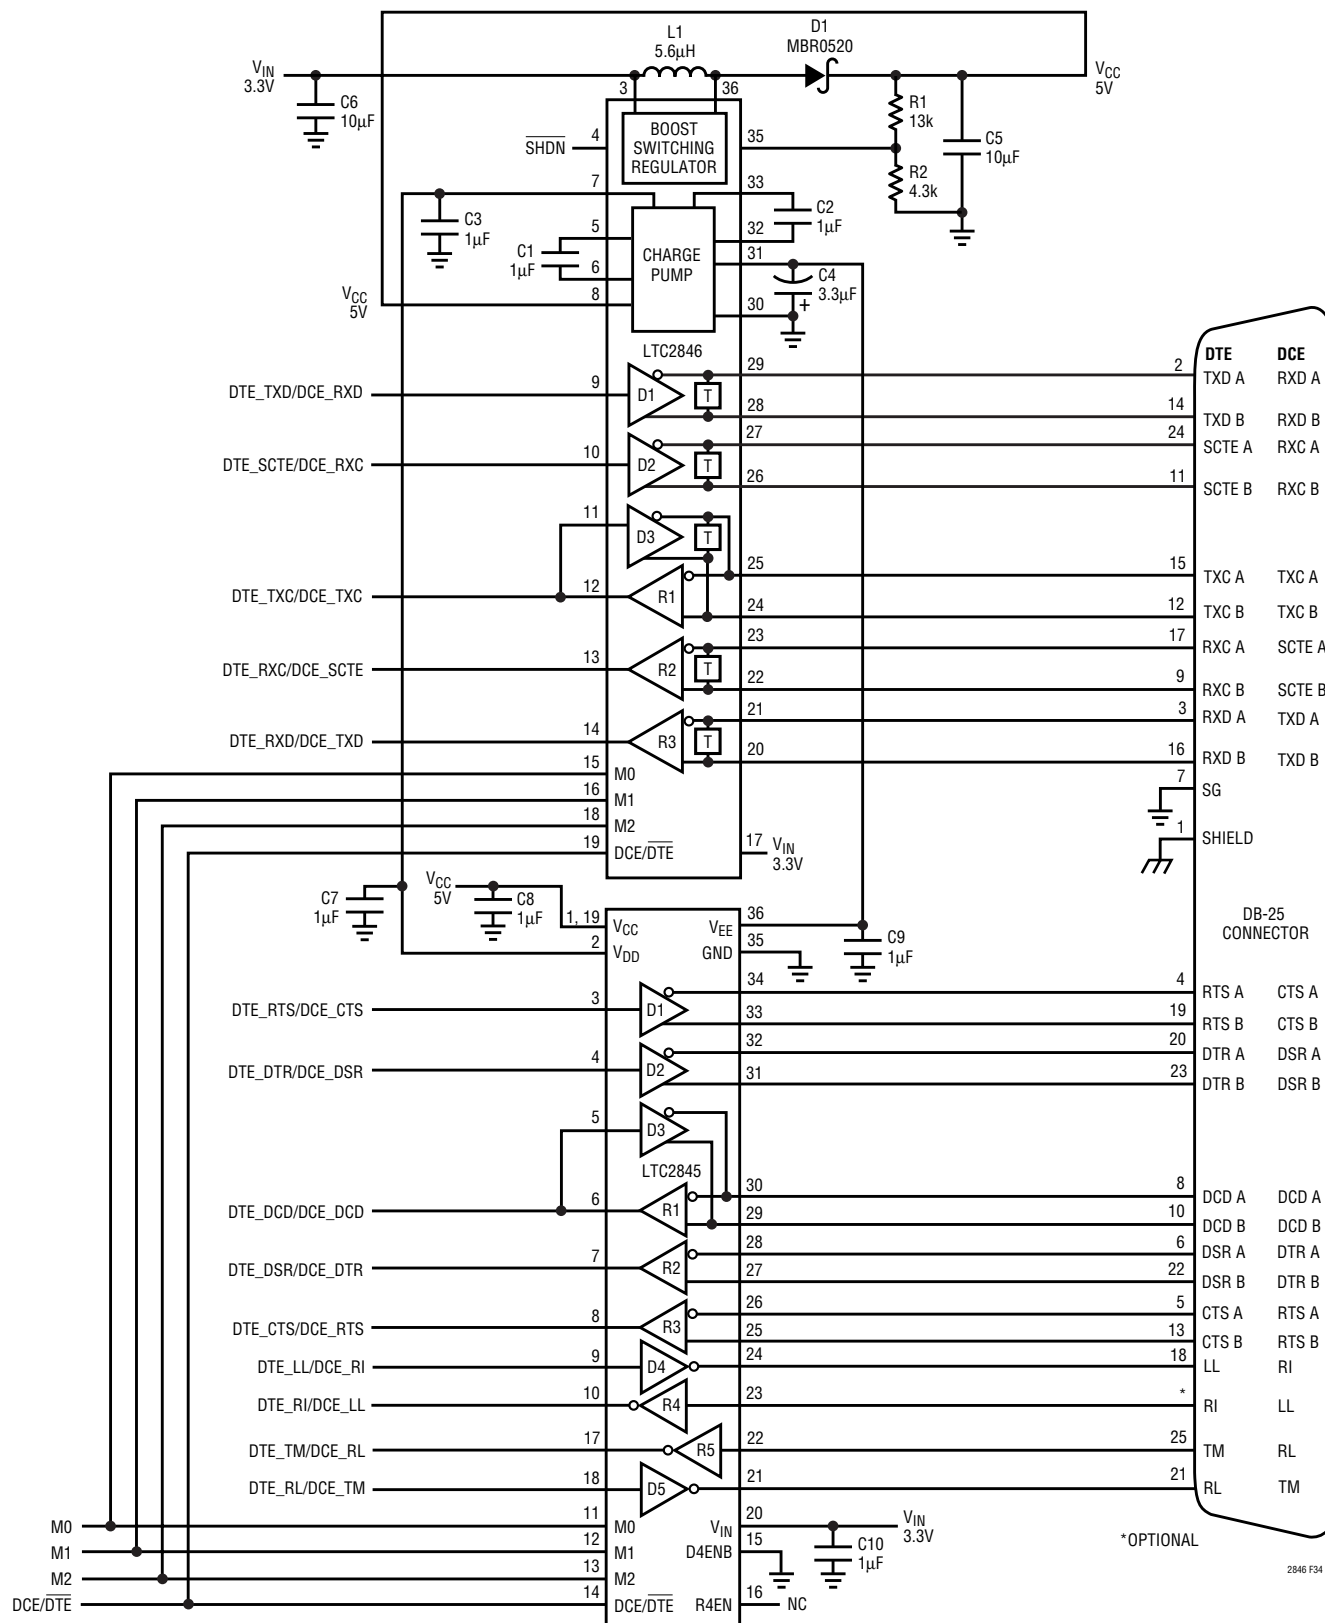 L1
5.6µH
D1
MBR0520
VIN
3.3V
3
36
VCC
5V
C6
10µF
R1
13k
C5
10µF
SHDN
4
BOOST
SWITCHING
REGULATOR
35
R2
4.3k
7
33
C3
1µF
C2
1µF
5
32
C1
1µF
CHARGE
PUMP
31
6
C4
3.3µF
+
VCC
5V
8
30
LTC2846
DTE DCE
DTE_TXD/DCE_RXD 9 D1 T 29 2 TXD A RXD A
28 14 TXD B RXD B
DTE_SCTE/DCE_RXC 10 D2 T 27 24 SCTE A RXC A
26 11 SCTE B RXC B
11 D3 T
25 15 TXC A TXC A
DTE_TXC/DCE_TXC 12 R1
24 12 TXC B TXC B
23 17 RXC A SCTE A
DTE_RXC/DCE_SCTE 13 R2 T
22 9 RXC B SCTE B
21 3 RXD A TXD A
DTE_RXD/DCE_TXD 14 R3 T
20 16 RXD B TXD B
15 M0
7 SG
16 M1
18 M2
1 SHIELD
19 DCE/DTE
17 VIN
3.3V
C7
1µF
VCC
5V
C8
1µF
1, 19 VCC
VEE 36
DB-25
CONNECTOR
2 VDD
GND 35
C9
1µF
DTE_RTS/DCE_CTS 3 D1 34 4 RTS A CTS A
33 19 RTS B CTS B
DTE_DTR/DCE_DSR 4 D2 32 20 DTR A DSR A
31 23 DTR B DSR B
5 D3
LTC2845
30 8 DCD A DCD A
DTE_DCD/DCE_DCD 6 R1
29 10 DCD B DCD B
28 6 DSR A DTR A
DTE_DSR/DCE_DTR 7 R2
27 22 DSR B DTR B
26 5 CTS A RTS A
DTE_CTS/DCE_RTS 8 R3
25 13 CTS B RTS B
DTE_LL/DCE_RI 9 D4 24 18 LL RI
DTE_RI/DCE_LL 10 R4 23 * RI LL
DTE_TM/DCE_RL 17 R5 22 25 TM RL
DTE_RL/DCE_TM 18 D5 21 21 RL TM
M0 11 M0 VIN 20 VIN
3.3V
*OPTIONAL
M1 12 M1 D4ENB 15
C10
1µF
M2 13 M2
2846 F34
DCE/DTE 14 DCE/DTE R4EN 16 NC